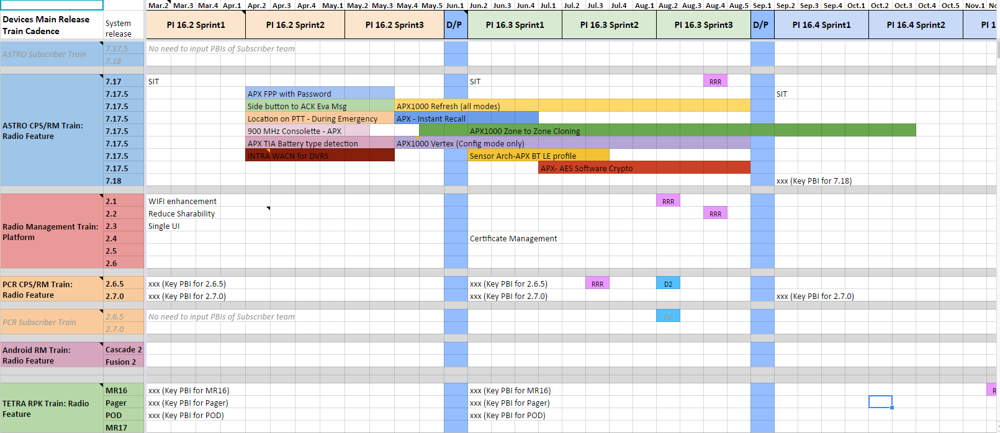 Mar.2 Mar.3 Mar.4 Apr.1 Apr.2 Apr.3 Apr.4 May.1 May.2 May.3 May.4 May.5 Jun.1 Jun.2 Jun.3 Jun.4 Jul.1 Jul.2 Jul.3 Jul.4 Aug.1 Aug.2 Aug.3 Aug.4 Aug.5 Sep.1 Sep.2 Sep.3 Sep.4 Oct.1 Oct.2 Oct.3 Oct.4 Oct.5 Nov.1
Devices Main Release
Train Cadence
System
release
PI 16.2 Sprint1 PI 16.2 Sprint2 PI 16.2 Sprint3 D/P PI 16.3 Sprint1 PI 16.3 Sprint2 PI 16.3 Sprint3 D/P PI 16.4 Sprint1 PI 16.4 Sprint2 PI 1
ASTRO Subscriber Train
7.17.5 No need to input PBIs of Subscriber team
7.18
ASTRO CPS/RM Train:
Radio Feature
7.17 SIT SIT RRR
7.17.5 APX FPP with Password SIT
7.17.5 Side button to ACK Eva Msg APX1000 Refresh (all modes)
7.17.5 Location on PTT - During Emergency APX - Instant Recall
7.17.5 900 MHz Consolette - APX APX1000 Zone to Zone Cloning
7.17.5 APX TIA Battery type detection APX1000 Vertex (Config mode only)
7.17.5 INTRA WACN for DVRS Sensor Arch-APX BT LE profile
7.17.5 APX- AES Software Crypto
7.18 xxx (Key PBI for 7.18)
Radio Management Train:
Platform
2.1 WIFI enhancement RRR
2.2 Reduce Sharability RRR
2.3 Single UI
2.4 Certificate Management
2.5
2.6
PCR CPS/RM Train:
Radio Feature
2.6.5 xxx (Key PBI for 2.6.5) xxx (Key PBI for 2.6.5) RRR D2
2.7.0 xxx (Key PBI for 2.7.0) xxx (Key PBI for 2.7.0) xxx (Key PBI for 2.7.0)
PCR Subscriber Train
2.6.5 No need to input PBIs of Subscriber team D2
2.7.0
Android RM Train:
Radio Feature
Cascade 2
Fusion 2
TETRA RPK Train: Radio
Feature
MR16 xxx (Key PBI for MR16) xxx (Key PBI for MR16)
Pager xxx (Key PBI for Pager) xxx (Key PBI for Pager)
POD xxx (Key PBI for POD) xxx (Key PBI for POD)
MR17